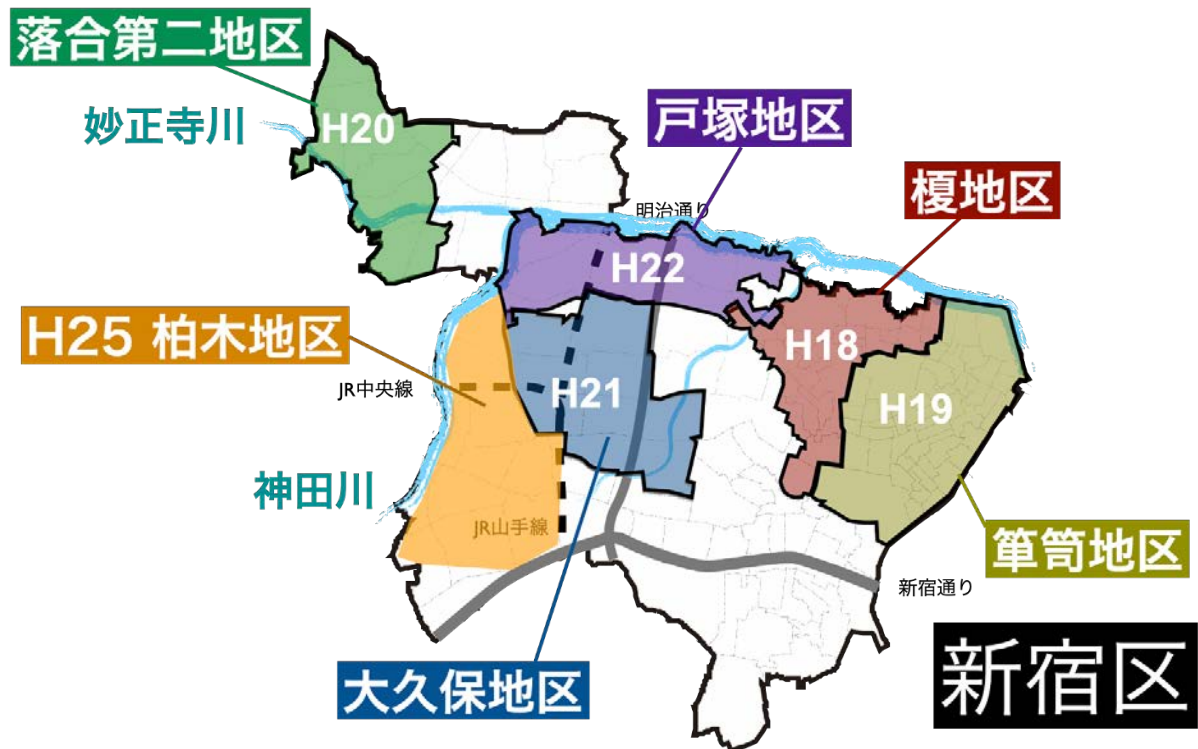 落合第二地区
妙正寺川
H20
戸塚地区
榎地区
明治通り
H22
H25 柏木地区
H18
JR中央線
H21
H19
神田川
JR山手線
箪笥地区
新宿通り
大久保地区
新宿区